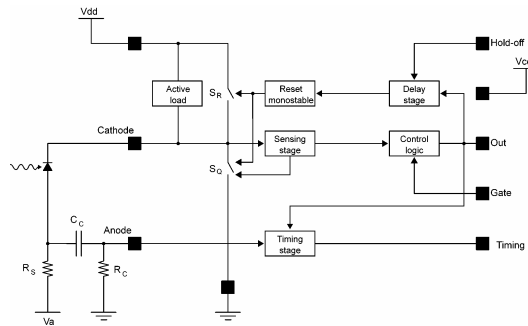 Vdd
Hold-off
Vcc
Active
load
S_R
Reset
monostable
Delay
stage
Cathode
Sensing
stage
Control
logic
Out
S_Q
Gate
C_C
Anode
Timing
stage
Timing
R_S
R_C
Va